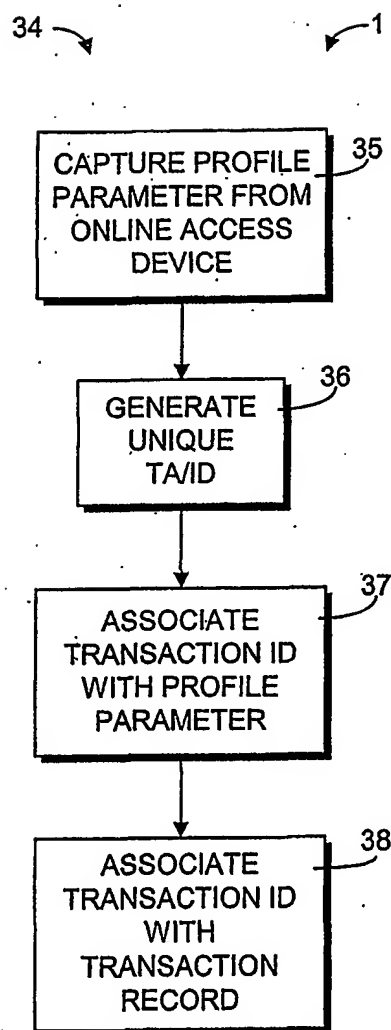 34
1
35
CAPTURE PROFILE
PARAMETER FROM
ONLINE ACCESS
DEVICE
36
GENERATE
UNIQUE
TA/ID
37
ASSOCIATE
TRANSACTION ID
WITH PROFILE
PARAMETER
38
ASSOCIATE
TRANSACTION ID
WITH
TRANSACTION
RECORD